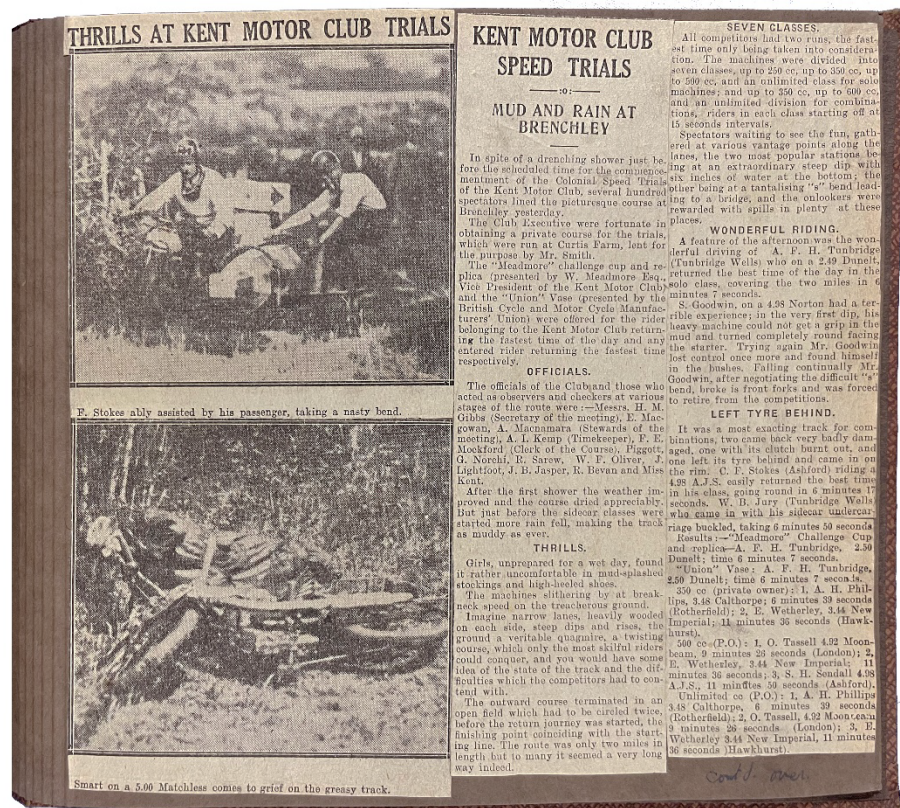 THRILLS AT KENT MOTOR CLUB TRIALS
F. Stokes ably assisted by his passenger, taking a nasty bend.
Smart on a 5.00 Matchless comes to grief on the greasy track.
KENT MOTOR CLUB
SPEED TRIALS
:o:
MUD AND RAIN AT
BRENCHLEY
In spite of a drenching shower just be-
fore the scheduled time for the commence-
mentment of the Colonial Speed Trials
of the Kent Motor Club, several hundred
spectators lined the picturesque course at
Brenchley yesterday.
The Club Executive were fortunate in
obtaining a private course for the trials,
which were run at Curtis Farm, lent for
the purpose by Mr. Smith.
The "Meadmore" challenge cup and re-
plica (presented by W. Meadmore Esq.,
Vice President of the Kent Motor Club)
and the "Union" Vase (presented by the
British Cycle and Motor Cycle Manufac-
turers' Union) were offered for the rider
belonging to the Kent Motor Club return-
ing the fastest time of the day and any
entered rider returning the fastest time
respectively.
OFFICIALS.
The officials of the Club and those who
acted as observers and checkers at various
stages of the route were :—Messrs. H. M.
Gibbs (Secretary of the meeting), E. Mac-
gowan, A. Macnamara (Stewards of the
meeting), A. I. Kemp (Timekeeper), F. E.
Mockford (Clerk of the Course), Piggott,
G. Norchi, R. Sarow, W. F. Oliver, J.
Lightfoot, J. B. Jasper, R. Bevan and Miss
Kent.
After the first shower the weather im-
proved and the course dried appreciably.
But just before the sidecar classes were
started more rain fell, making the track
as muddy as ever.
THRILLS.
Girls, unprepared for a wet day, found
it rather uncomfortable in mud-splashed
stockings and high-heeled shoes.
The machines slithering by at break-
neck speed on the treacherous ground.
Imagine narrow lanes, heavily wooded
on each side, steep dips and rises, the
ground a veritable quagmire, a twisting
course, which only the most skilful riders
could conquer, and you would have some
idea of the state of the track and the dif-
ficulties which the competitors had to con-
tend with.
The outward course terminated in an
open field which had to be circled twice,
before the return journey was started, the
finishing point coinciding with the start-
ing line. The route was only two miles in
length but to many it seemed a very long
way indeed.
SEVEN CLASSES.
All competitors had two runs, the fast-
est time only being taken into considera-
tion. The machines were divided into
seven classes, up to 250 cc, up to 350 cc, up
to 500 cc, and an unlimited class for solo
machines; and up to 350 cc, up to 600 cc,
and an unlimited division for combina-
tions, riders in each class starting off at
15 seconds intervals.
Spectators waiting to see the fun, gath-
ered at various vantage points along the
lanes, the two most popular stations be-
ing at an extraordinary steep dip with
six inches of water at the bottom; the
other being at a tantalising "s" bend lead-
ing to a bridge, and the onlookers were
rewarded with spills in plenty at these
places.
WONDERFUL RIDING.
A feature of the afternoon was the won-
derful driving of A. F. H. Tunbridge
(Tunbridge Wells) who on a 2.49 Dunelt,
returned the best time of the day in the
solo class, covering the two miles in 6
minutes 7 seconds.
S. Goodwin, on a 4.98 Norton had a ter-
rible experience; in the very first dip, his
heavy machine could not get a grip in the
mud and turned completely round facing
the starter. Trying again Mr. Goodwin
lost control once more and found himself
in the bushes. Falling continually Mr.
Goodwin, after negotiating the difficult "s"
bend, broke is front forks and was forced
to retire from the competitions.
LEFT TYRE BEHIND.
It was a most exacting track for com-
binations, two came back very badly dam-
aged, one with its clutch burnt out, and
one left its tyre behind and came in on
the rim. C. F. Stokes (Ashford) riding a
4.98 A.J.S. easily returned the best time
in his class, going round in 6 minutes 17
seconds. W. B. Jury (Tunbridge Wells
who came in with his sidecar undercar-
riage buckled, taking 6 minutes 50 seconds
Results :—"Meadmore" Challenge Cup
and replica—A. F. H. Tunbridge, 2.50
Dunelt; time 6 minutes 7 seconds.
"Union" Vase: A. F. H. Tunbridge,
2.50 Dunelt; time 6 minutes 7 seconds.
350 cc (private owner): 1, A. H. Phil-
lips, 3.48 Calthorpe; 6 minutes 39 seconds
(Rotherfield); 2, E. Wetherley, 3.44 New
Imperial; 11 minutes 36 seconds (Hawk-
hurst).
500 cc (P.O.): 1, O. Tassell 4.92 Moon-
beam, 9 minutes 26 seconds (London); 2,
E. Wetherley, 3.44 New Imperial; 11
minutes 36 seconds; 3, S. H. Sendall 4.98
A.J.S., 11 minutes 50 seconds (Ashford).
Unlimited cc (P.O.): 1, A. H. Phillips
3.48 Calthorpe, 6 minutes 39 seconds
(Rotherfield); 2, O. Tassell, 4.92 Moonbeam
9 minutes 26 seconds (London); 3, E.
Wetherley 3.44 New Imperial, 11 minutes
36 seconds )Hawkhurst).
cont'd- over.